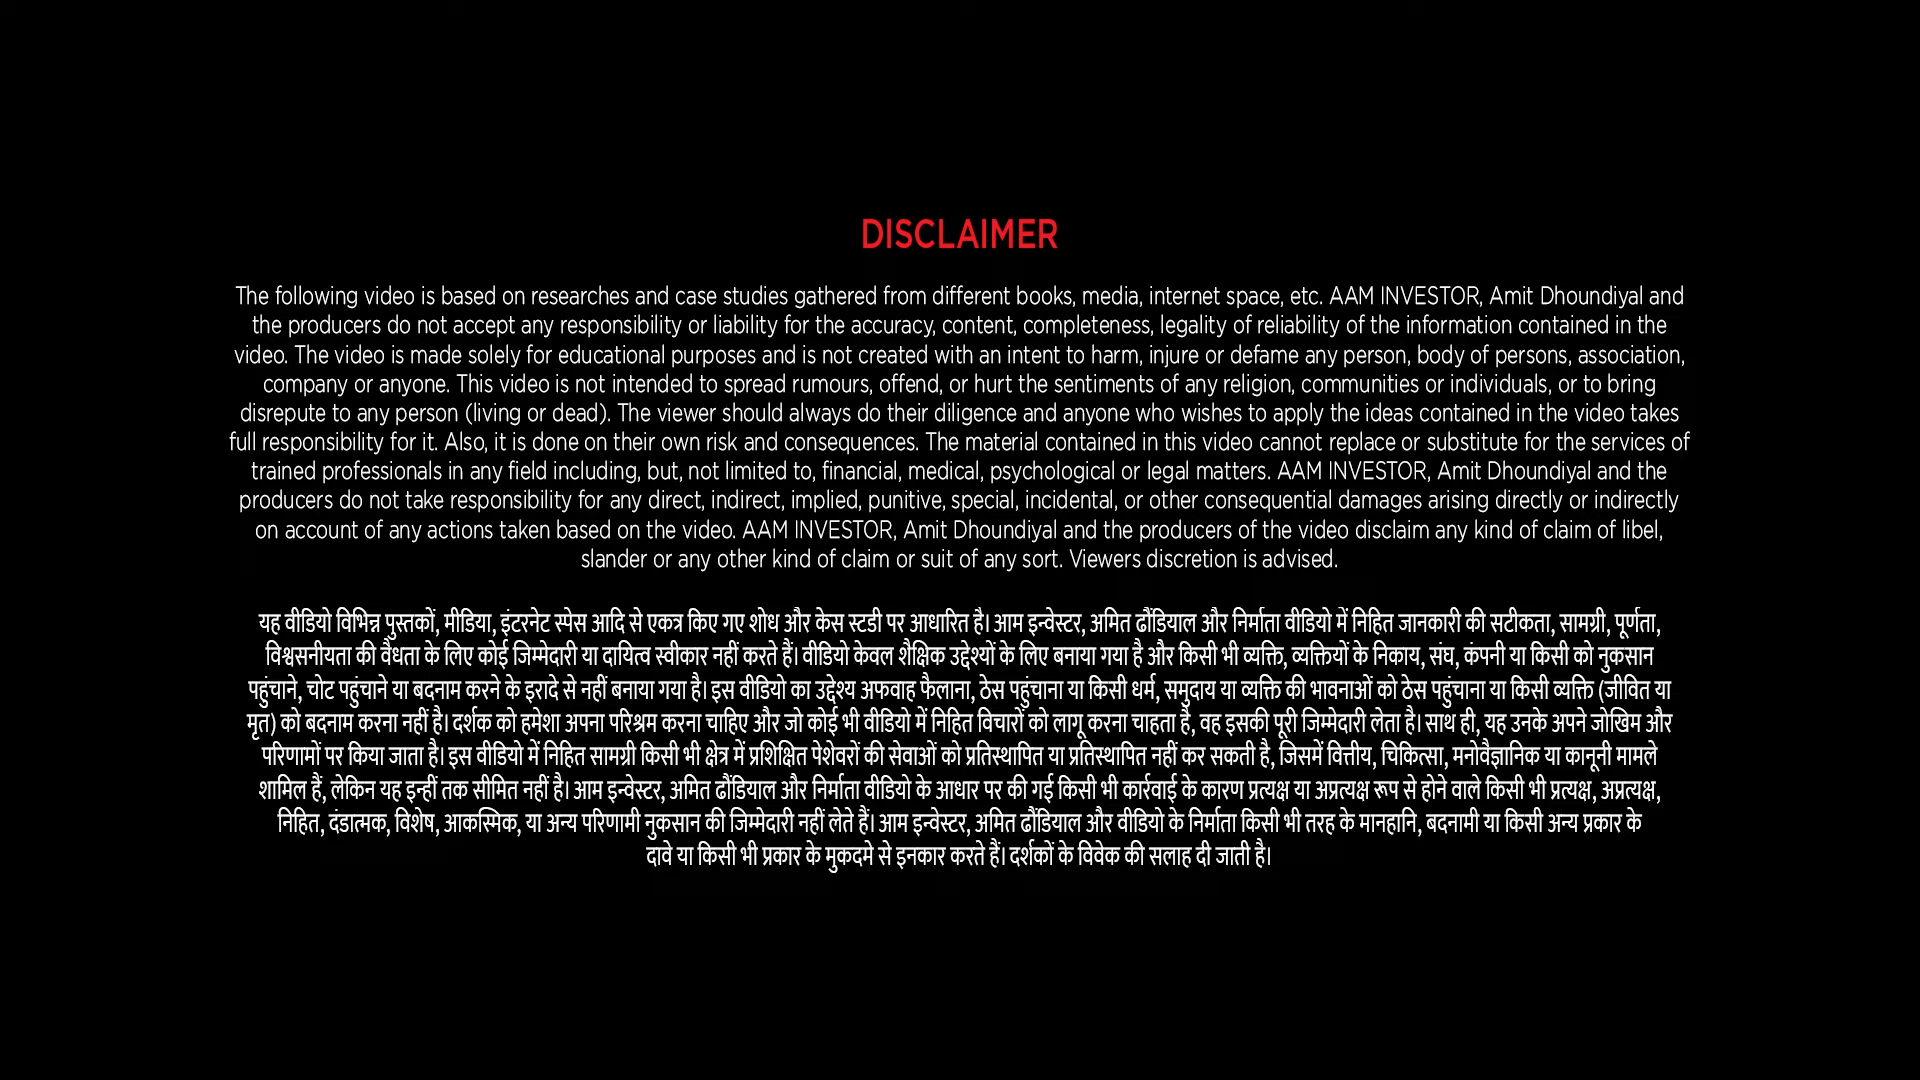 DISCLAIMER
The following video is based on researches and case studies gathered from different books, media, internet space, etc. AAM INVESTOR, Amit Dhoundiyal and
the producers do not accept any responsibility or liability for the accuracy, content, completeness, legality of reliability of the information contained in the
video. The video is made solely for educational purposes and is not created with an intent to harm, injure or defame any person, body of persons, association,
company or anyone. This video is not intended to spread rumours, offend, or hurt the sentiments of any religion, communities or individuals, or to bring
disrepute to any person (living or dead). The viewer should always do their diligence and anyone who wishes to apply the ideas contained in the video takes
full responsibility for it. Also, it is done on their own risk and consequences. The material contained in this video cannot replace or substitute for the services of
trained professionals in any field including, but, not limited to, financial, medical, psychological or legal matters. AAM INVESTOR, Amit Dhoundiyal and the
producers do not take responsibility for any direct, indirect, implied, punitive, special, incidental, or other consequential damages arising directly or indirectly
on account of any actions taken based on the video. AAM INVESTOR, Amit Dhoundiyal and the producers of the video disclaim any kind of claim of libel,
slander or any other kind of claim or suit of any sort. Viewers discretion is advised.
यह वीडियो विभिन्न पुस्तकों, मीडिया, इंटरनेट स्पेस आदि से एकत्र किए गए शोध और केस स्टडी पर आधारित है। आम इन्वेस्टर, अमित ढौंडियाल और निर्माता वीडियो में निहित जानकारी की सटीकता, सामग्री, पूर्णता,
विश्वसनीयता की वैधता के लिए कोई जिम्मेदारी या दायित्व स्वीकार नहीं करते हैं। वीडियो केवल शैक्षिक उद्देश्यों के लिए बनाया गया है और किसी भी व्यक्ति, व्यक्तियों के निकाय, संघ, कंपनी या किसी को नुकसान
पहुंचाने, चोट पहुंचाने या बदनाम करने के इरादे से नहीं बनाया गया है। इस वीडियो का उद्देश्य अफवाह फैलाना, ठेस पहुंचाना या किसी धर्म, समुदाय या व्यक्ति की भावनाओं को ठेस पहुंचाना या किसी व्यक्ति (जीवित या
मृत) को बदनाम करना नहीं है। दर्शक को हमेशा अपना परिश्रम करना चाहिए और जो कोई भी वीडियो में निहित विचारों को लागू करना चाहता है, वह इसकी पूरी जिम्मेदारी लेता है। साथ ही, यह उनके अपने जोखिम और
परिणामों पर किया जाता है। इस वीडियो में निहित सामग्री किसी भी क्षेत्र में प्रशिक्षित पेशेवरों की सेवाओं को प्रतिस्थापित या प्रतिस्थापित नहीं कर सकती है, जिसमें वित्तीय, चिकित्सा, मनोवैज्ञानिक या कानूनी मामले
शामिल हैं, लेकिन यह इन्हीं तक सीमित नहीं है। आम इन्वेस्टर, अमित ढौंडियाल और निर्माता वीडियो के आधार पर की गई किसी भी कार्रवाई के कारण प्रत्यक्ष या अप्रत्यक्ष रूप से होने वाले किसी भी प्रत्यक्ष, अप्रत्यक्ष,
निहित, दंडात्मक, विशेष, आकस्मिक, या अन्य परिणामी नुकसान की जिम्मेदारी नहीं लेते हैं। आम इन्वेस्टर, अमित ढौंडियाल और वीडियो के निर्माता किसी भी तरह के मानहानि, बदनामी या किसी अन्य प्रकार के
दावे या किसी भी प्रकार के मुकदमे से इनकार करते हैं। दर्शकों के विवेक की सलाह दी जाती है।